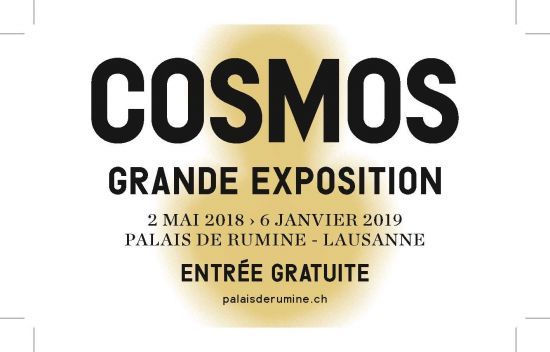 COSMOS
GRANDE EXPOSITION
2 MAI 2018 › 6 JANVIER 2019
PALAIS DE RUMINE - LAUSANNE
ENTRÉE GRATUITE
palaisderumine.ch